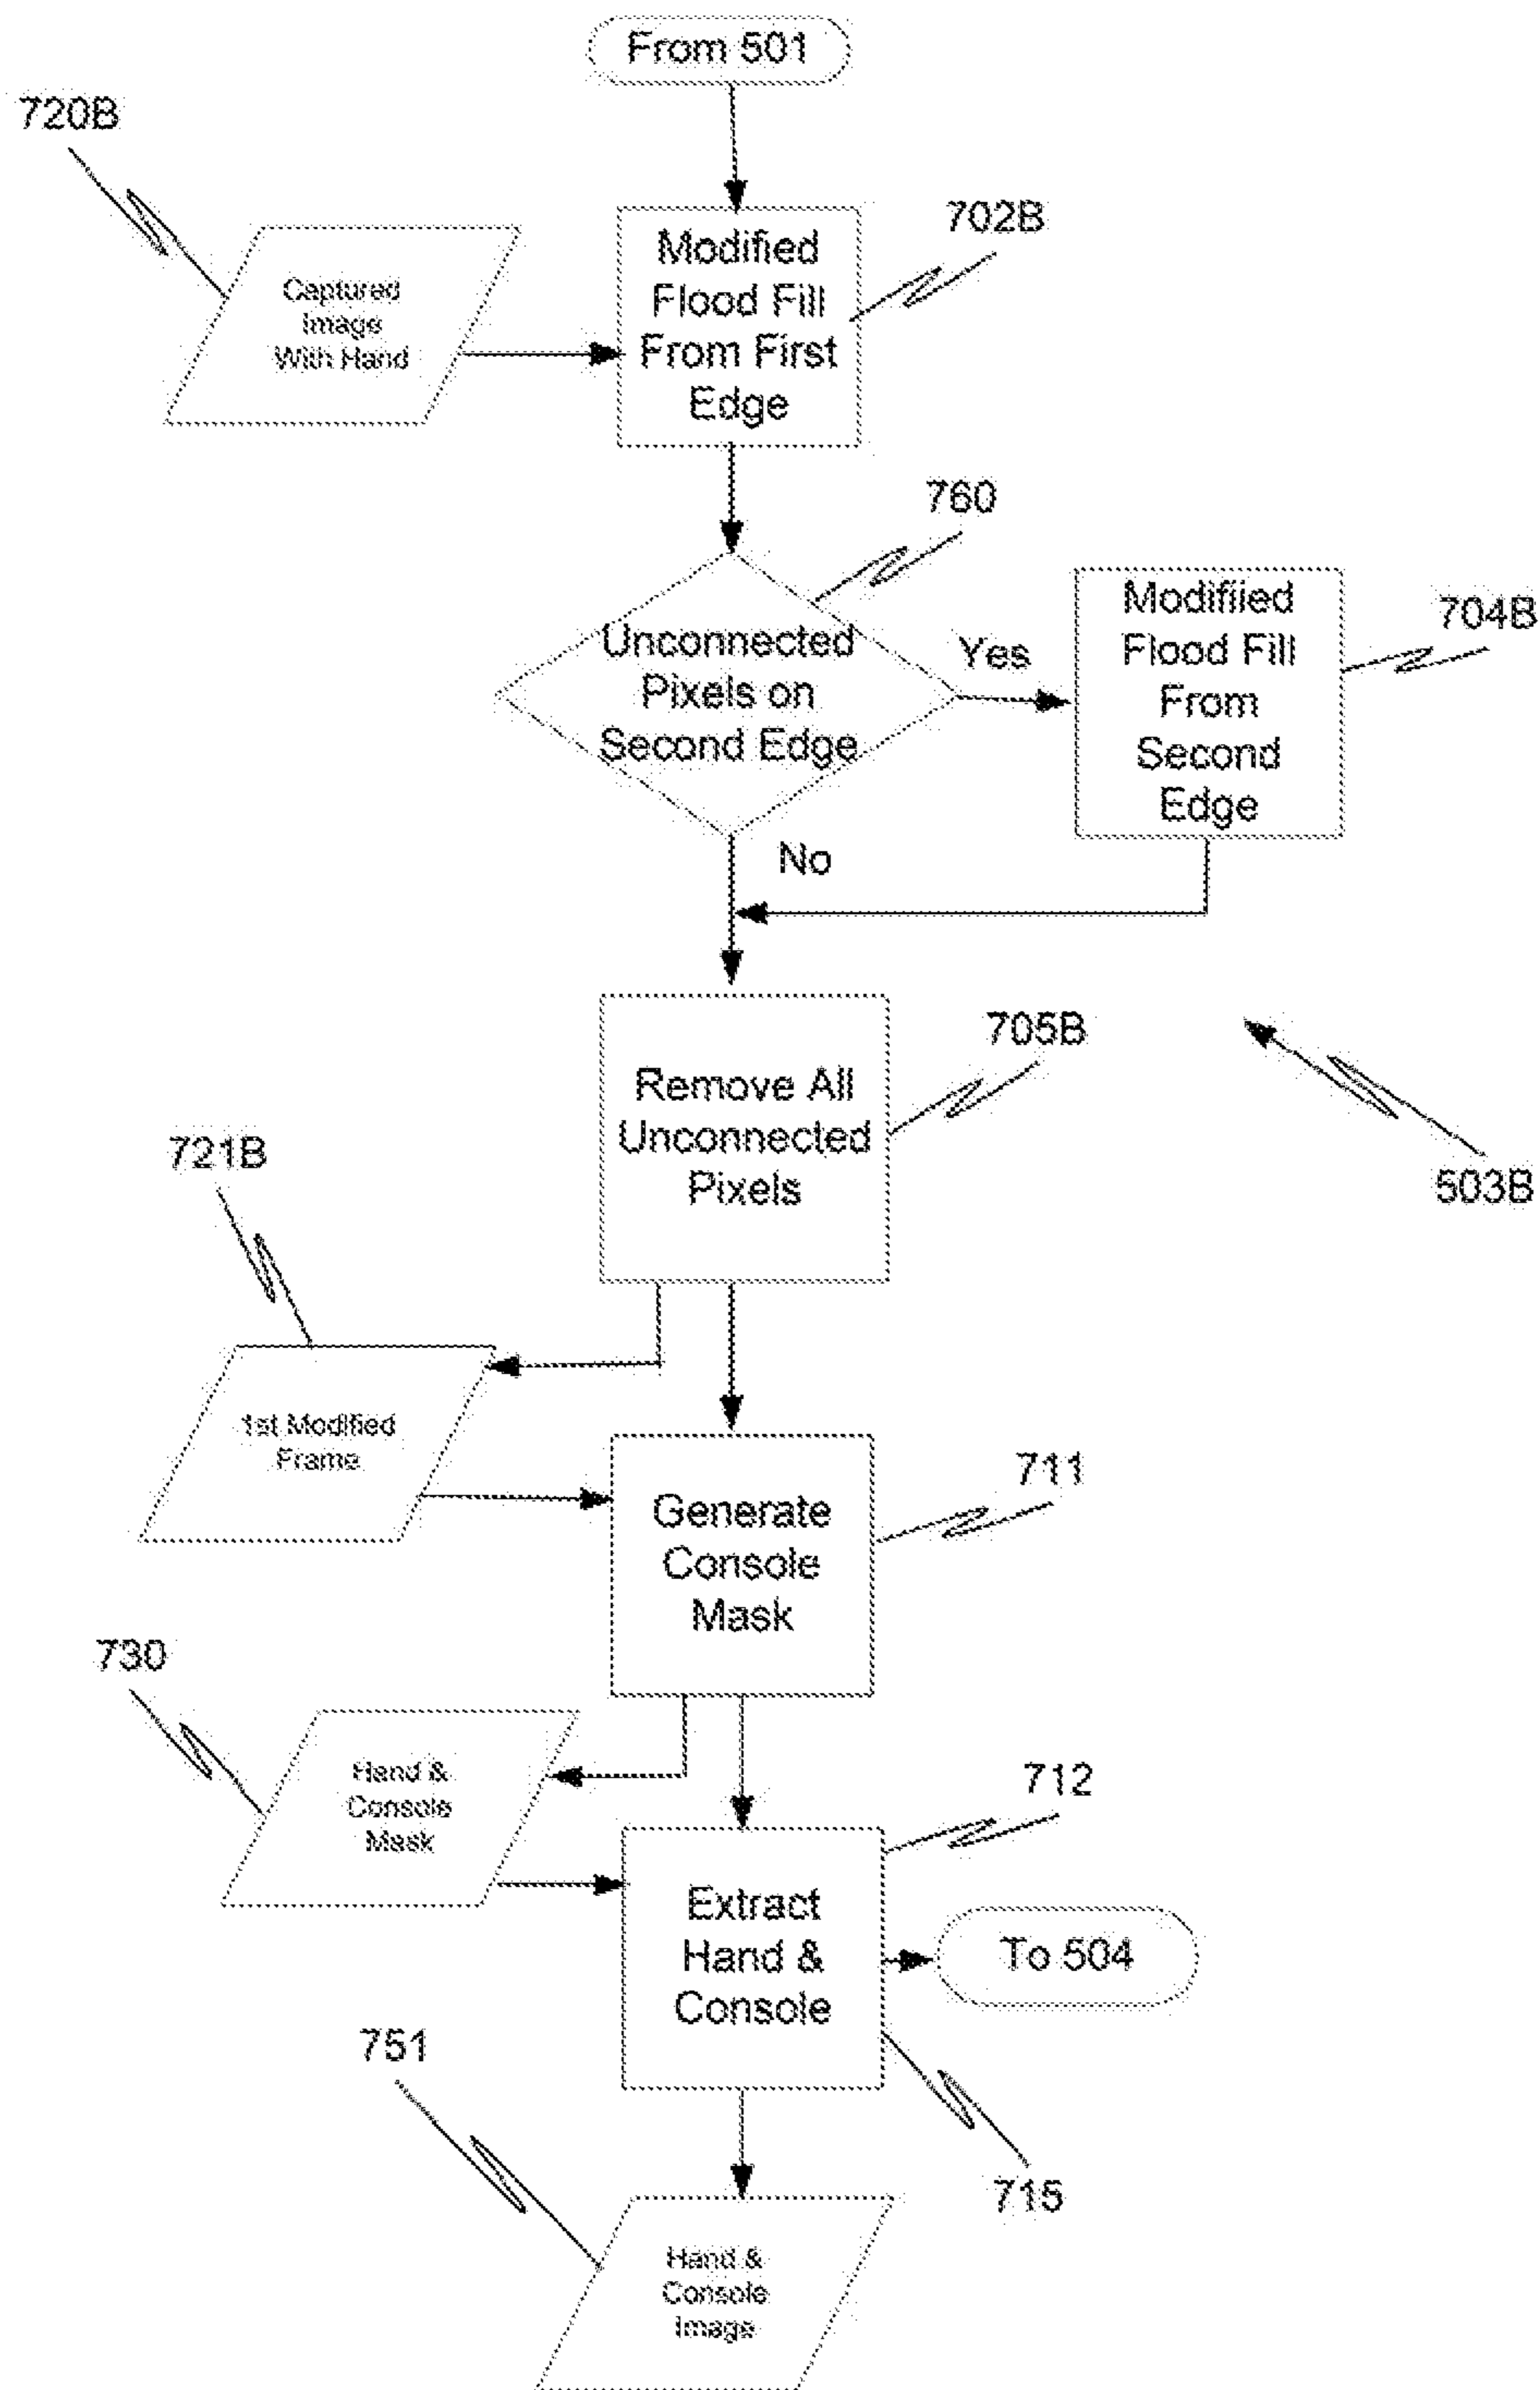 From 501
720B
702B
Modified
Flood Fill
From First
Edge
Captured
Image
With Hand
760
Unconnected
Pixels on
Second Edge
Yes
Modifiied
Flood Fill
From
Second
Edge
704B
No
705B
Remove All
Unconnected
Pixels
503B
721B
1st Modified
Frame
711
Generate
Console
Mask
730
Hand &
Console
Mask
712
Extract
Hand &
Console
To 504
751
715
Hand &
Console
Image